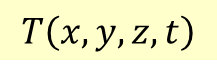 T(x, y, z, t)